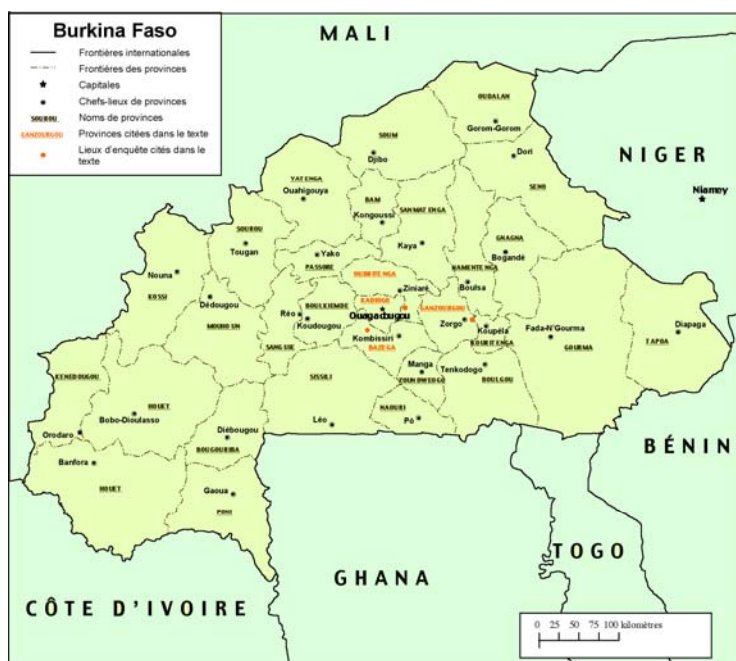 Burkina Faso
Frontières internationales
Frontières des provinces
Capitales
Chefs-lieux de provinces
SOUROU Noms de provinces
GANZOURGOU Provinces citées dans le texte
Lieux d'enquête cités dans le
texte
MALI
NIGER
Niamey
OUDALAN
Gorom-Gorom
SOUM
Djibo
Dori
SENO
YATENGA
Ouahigouya
BAM
Kongoussi
SANMATENGA
Kaya
GNAGNA
Bogandé
SOUROU
Tougan
Yako
PASSORE
OUBRITENGA
NAMENTENGA
Boulsa
Ziniaré
Nouna
KOSSI
Dédougou
MOUHOUN
Réo
BOULKIEMDE
Koudougou
KADIOGO
Ouagadougou
GANZOURGOU
Zorgo
Koupéla
KOURITENGA
Fada-N'Gourma
GOURMA
Diapaga
TAPOA
SANGUIE
Kombissiri
BAZEGA
Manga
ZOUNDWEOGO
Tenkodogo
BOULGOU
SISSILI
Léo
NAOURI
Pô
KENEDOUGOU
HOUET
Bobo-Dioulasso
Orodaro
Diébougou
BOUGOURIBA
Banfora
HOUET
Gaoua
PONI
BÉNIN
TOGO
GHANA
CÔTE D'IVOIRE
0 25 50 75 100 kilomètres